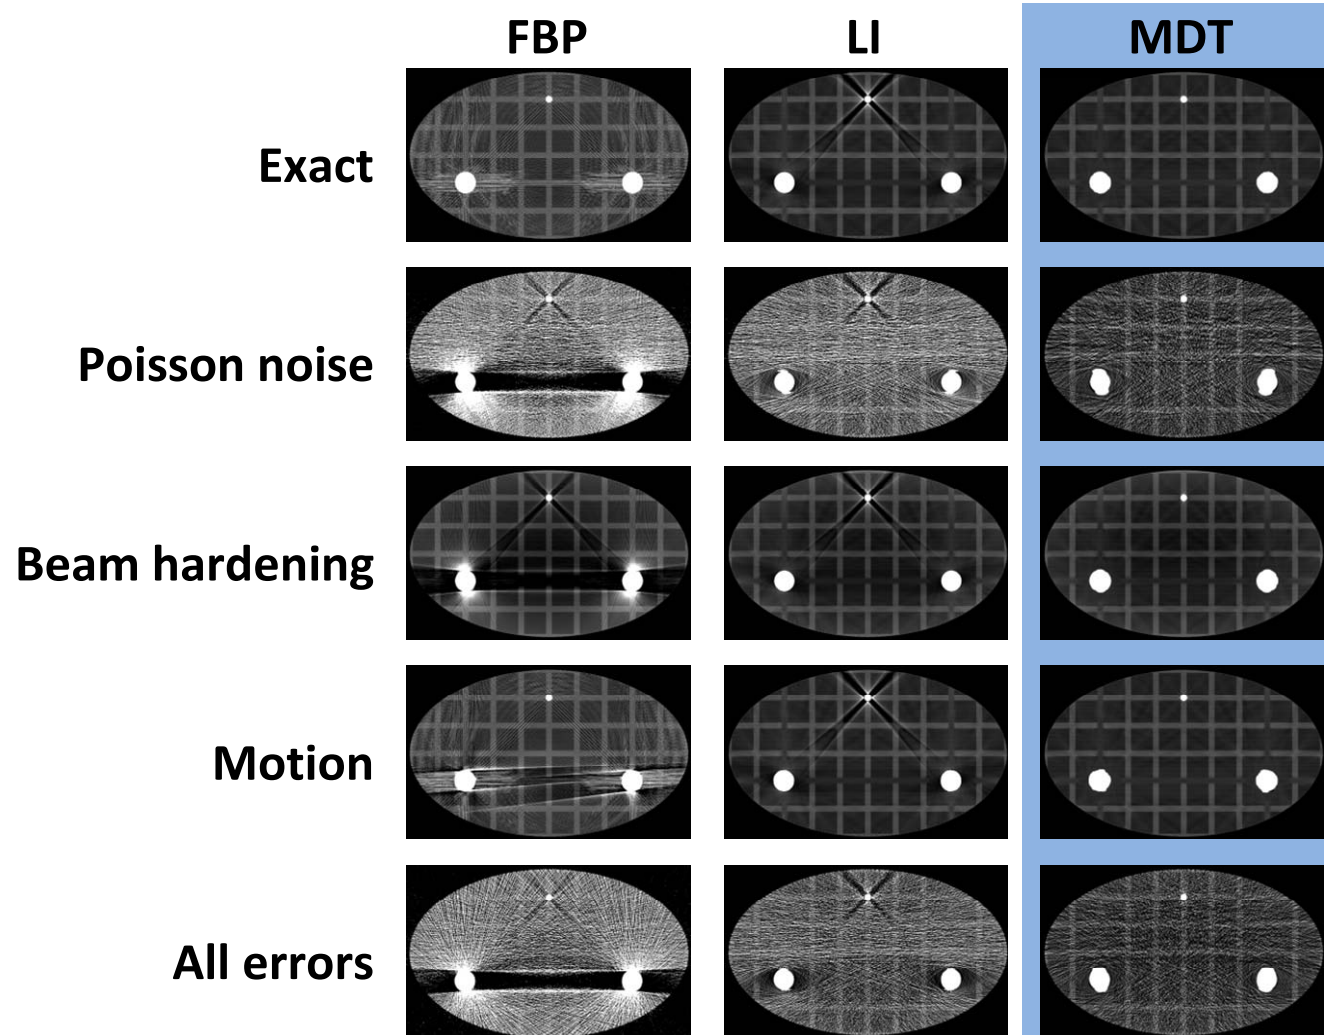 FBP LI MDT
Exact
Poisson noise
Beam hardening
Motion
All errors